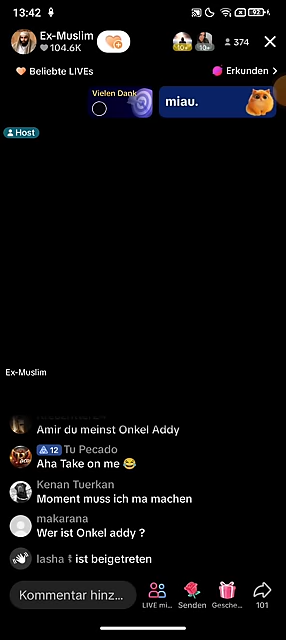 13:42
92
Ex-Muslim
104.6K
10+
10+
374
Beliebte LIVEs
Erkunden
Vielen Dank
miau.
Host
Ex-Muslim
Amir du meinst Onkel Addy
12 Tu Pecado
Aha Take on me 😂
Kenan Tuerkan
Moment muss ich ma machen
makarana
Wer ist Onkel addy ?
lasha ist beigetreten
Kommentar hinz...
LIVE mi...
Senden
Gesche...
101